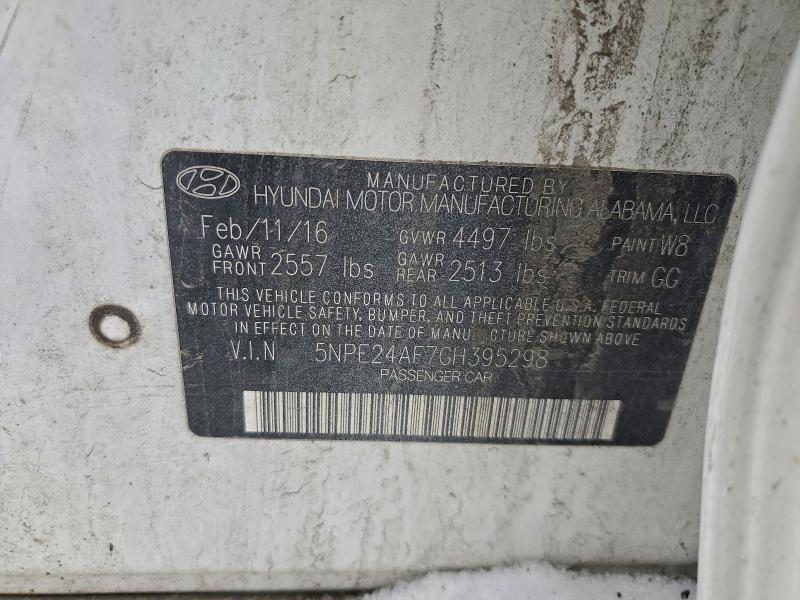 MANUFACTURED BY
HYUNDAI MOTOR MANUFACTURING ALABAMA, LLC
Feb/11/16 GVWR 4497 lbs PAINT W8
GAWR FRONT 2557 lbs GAWR REAR 2513 lbs TRIM GG
THIS VEHICLE CONFORMS TO ALL APPLICABLE U.S.A. FEDERAL
MOTOR VEHICLE SAFETY, BUMPER, AND THEFT PREVENTION STANDARDS
IN EFFECT ON THE DATE OF MANUFACTURE SHOWN ABOVE
V.I.N 5NPE24AF7GH395298
PASSENGER CAR